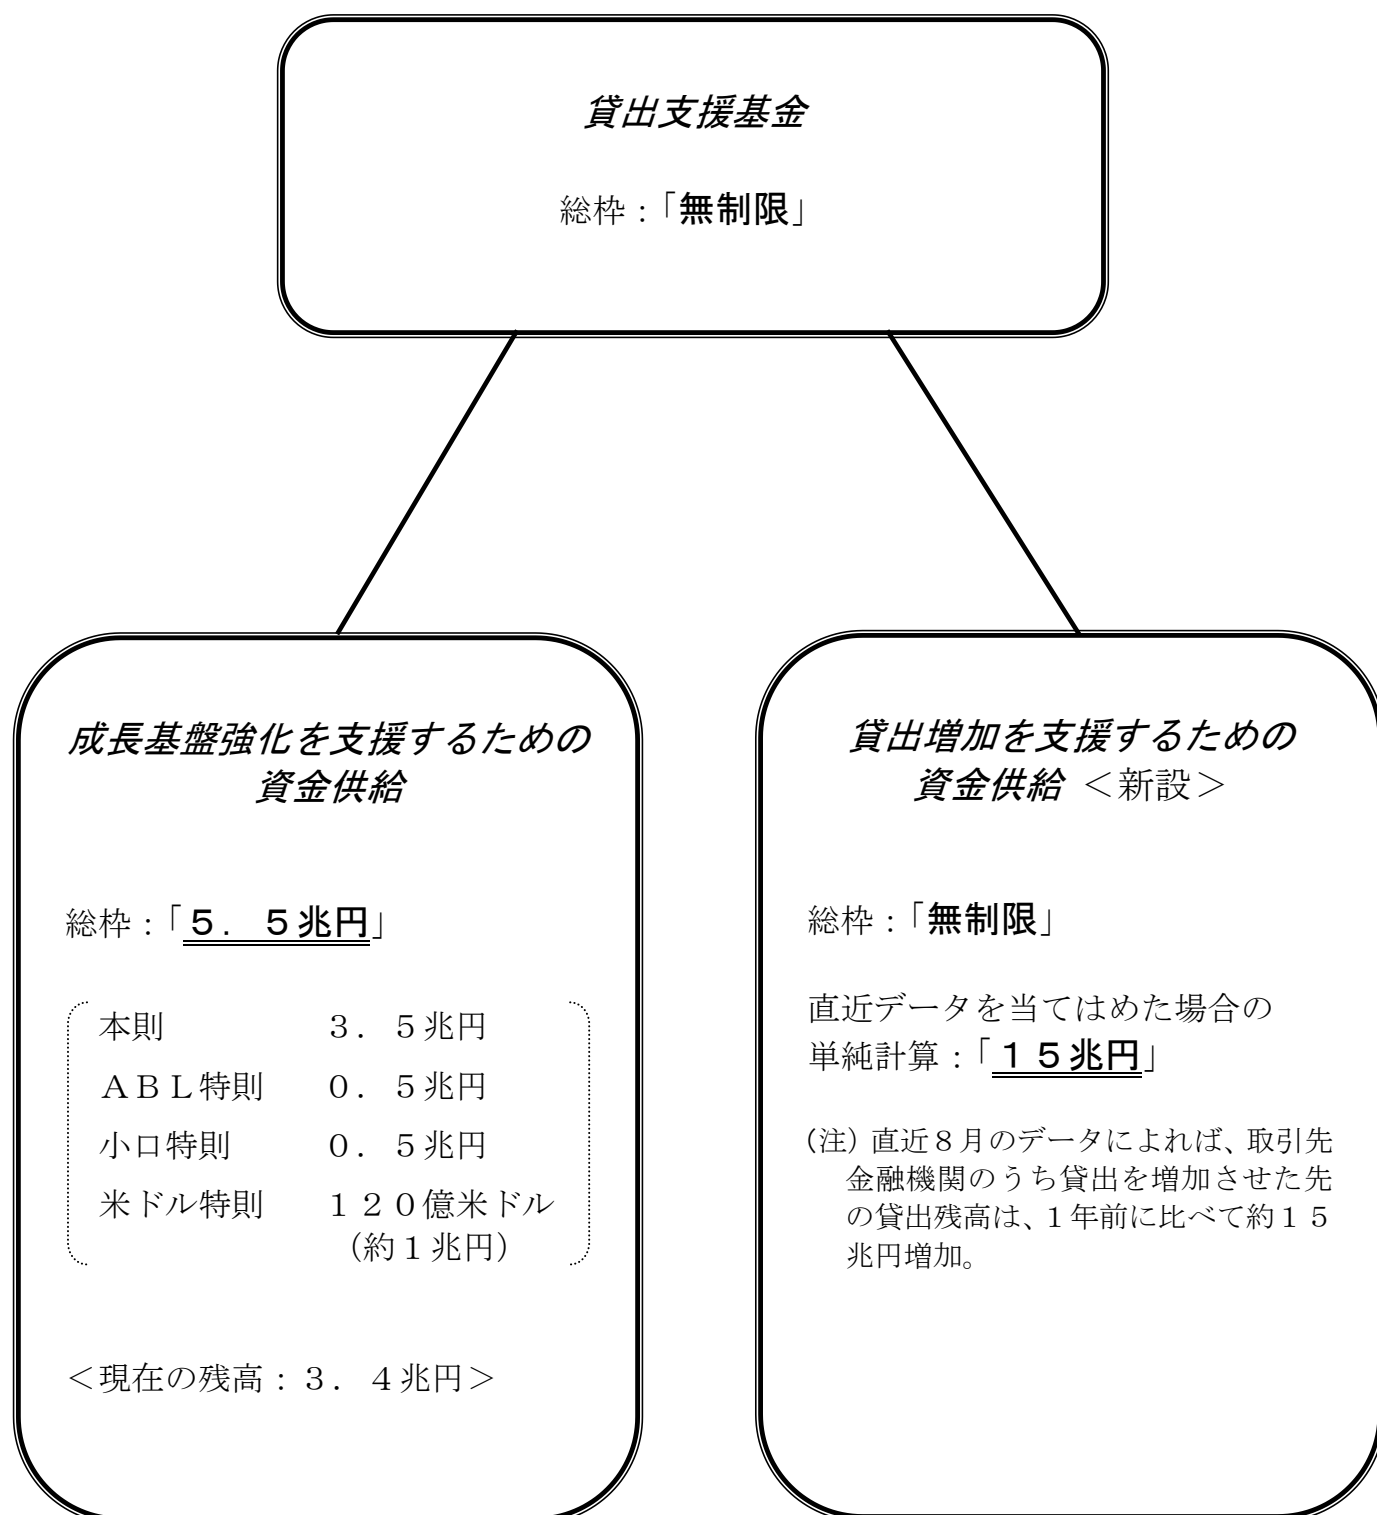 貸出支援基金
総枠：「無制限」
成長基盤強化を支援するための
資金供給
総枠：「５．５兆円」
本則 ３．５兆円
ＡＢＬ特則 ０．５兆円
小口特則 ０．５兆円
米ドル特則 １２０億米ドル
（約１兆円）
＜現在の残高：３．４兆円＞
貸出増加を支援するための
資金供給 ＜新設＞
総枠：「無制限」
直近データを当てはめた場合の
単純計算：「１５兆円」
（注）直近８月のデータによれば、取引先
金融機関のうち貸出を増加させた先
の貸出残高は、１年前に比べて約１５
兆円増加。